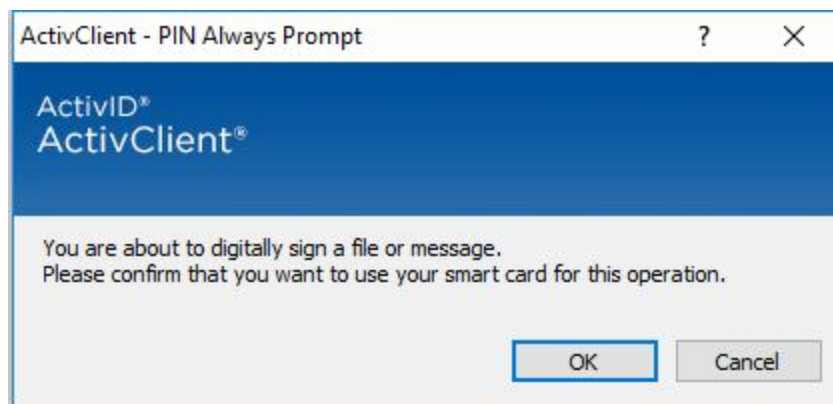 ActivClient - PIN Always Prompt ?
ActivID®
ActivClient®
You are about to digitally sign a file or message.
Please confirm that you want to use your smart card for this operation.
OK Cancel